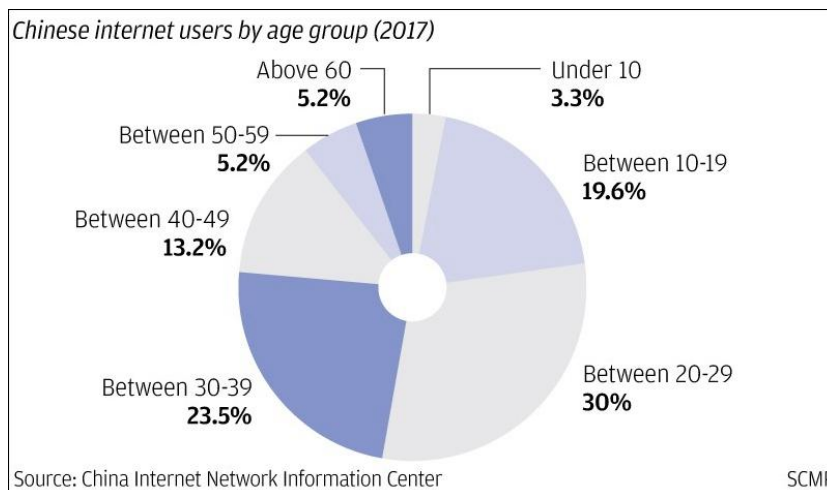 Chinese internet users by age group (2017)
Above 60
5.2%
Under 10
3.3%
Between 50-59
5.2%
Between 10-19
19.6%
Between 40-49
13.2%
Between 20-29
30%
Between 30-39
23.5%
Source: China Internet Network Information Center
SCMP